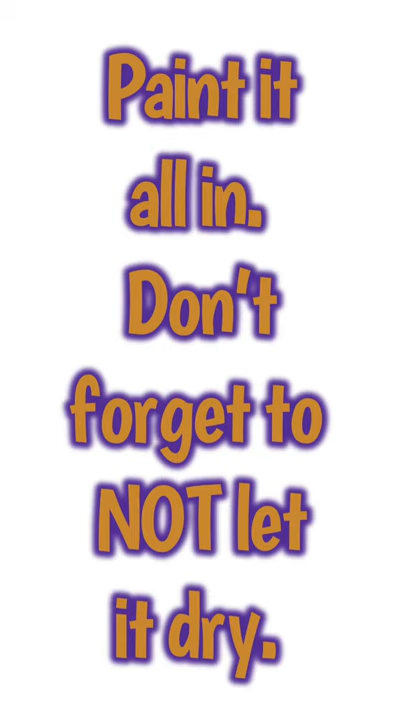 Paint it
all in.
Don't
forget to
NOT let
it dry.